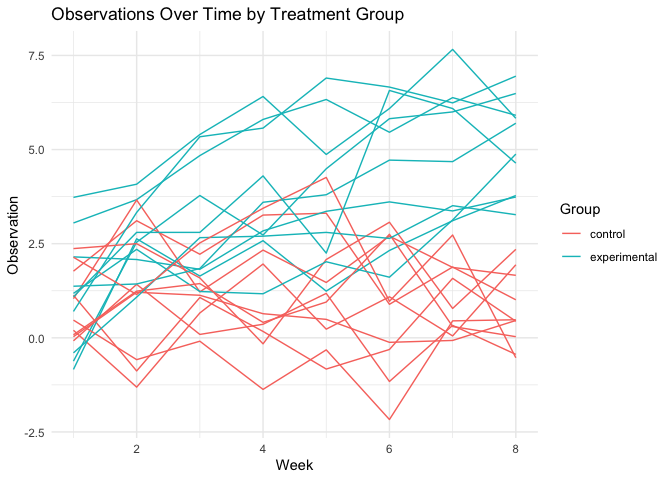 Observations Over Time by Treatment Group
7.5
5.0
2.5
0.0
-2.5
Observation
2 4 6 8
Week
Group
control
experimental